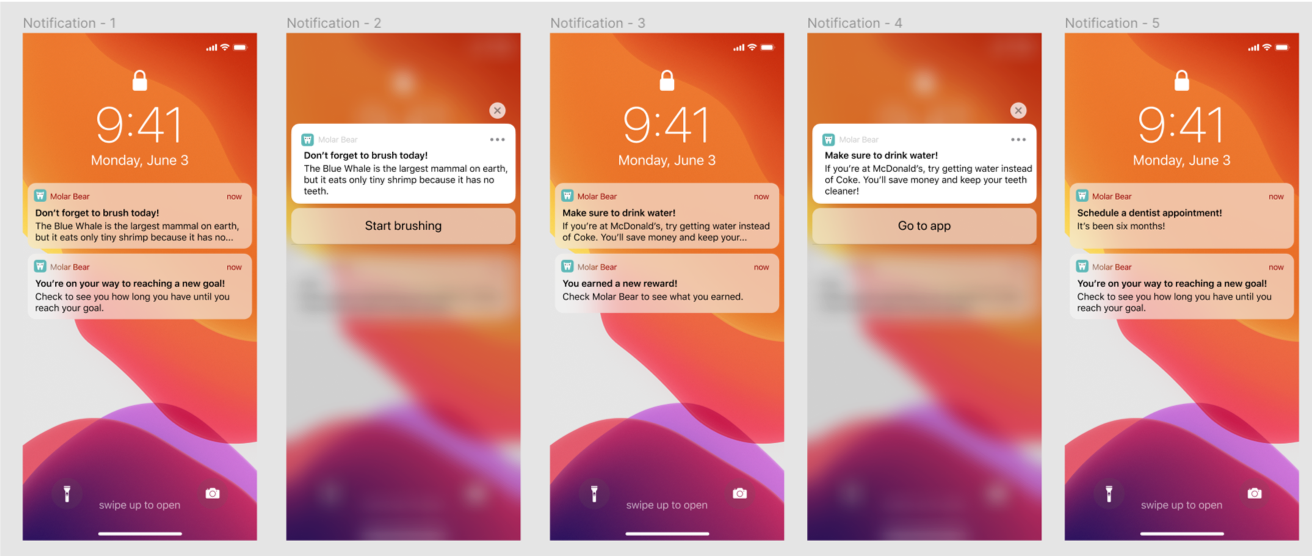 Notification - 1
9:41
Monday, June 3
Molar Bear now
Don't forget to brush today!
The Blue Whale is the largest mammal on earth,
but it eats only tiny shrimp because it has no...
Molar Bear now
You're on your way to reaching a new goal!
Check to see you how long you have until you
reach your goal.
swipe up to open
Notification - 2
Molar Bear
Don't forget to brush today!
The Blue Whale is the largest mammal on earth,
but it eats only tiny shrimp because it has no
teeth.
Start brushing
Notification - 3
9:41
Monday, June 3
Molar Bear now
Make sure to drink water!
If you're at McDonald's, try getting water instead
of Coke. You'll save money and keep your...
Molar Bear now
You earned a new reward!
Check Molar Bear to see what you earned.
swipe up to open
Notification - 4
Molar Bear
Make sure to drink water!
If you're at McDonald's, try getting water instead
of Coke. You'll save money and keep your teeth
cleaner!
Go to app
Notification - 5
9:41
Monday, June 3
Molar Bear now
Schedule a dentist appointment!
It's been six months!
Molar Bear now
You're on your way to reaching a new goal!
Check to see you how long you have until you
reach your goal.
swipe up to open